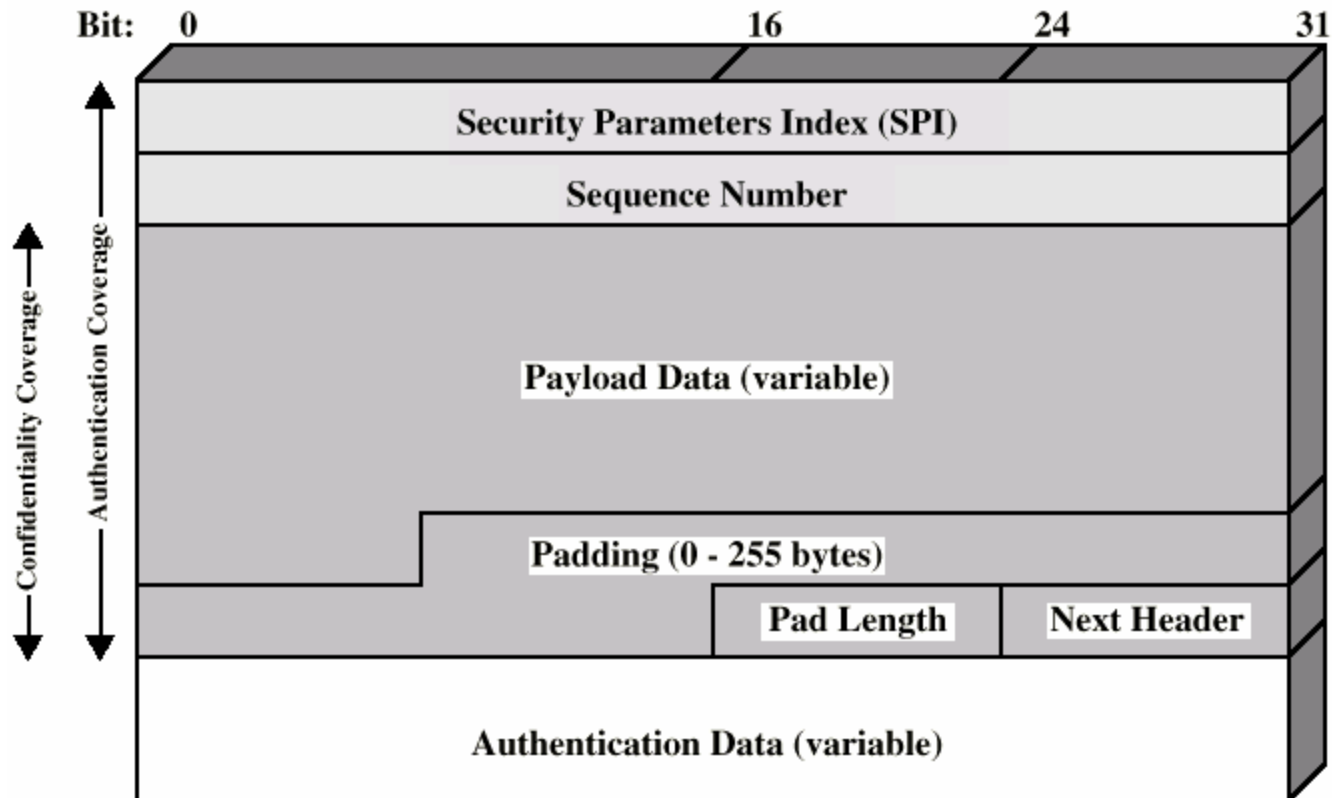 Bit: 0 16 24 31
Security Parameters Index (SPI)
Sequence Number
Confidentiality Coverage
Authentication Coverage
Payload Data (variable)
Padding (0 - 255 bytes)
Pad Length Next Header
Authentication Data (variable)